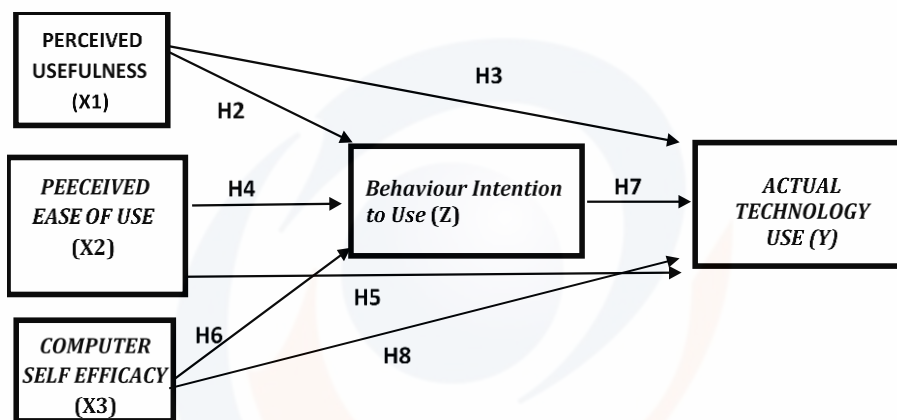 PERCEIVED
USEFULNESS
(X1)
H3
H2
PEECEIVED
EASE OF USE
(X2)
H4
Behaviour Intention
to Use (Z)
H7
ACTUAL
TECHNOLOGY
USE (Y)
H5
H6
H8
COMPUTER
SELF EFFICACY
(X3)